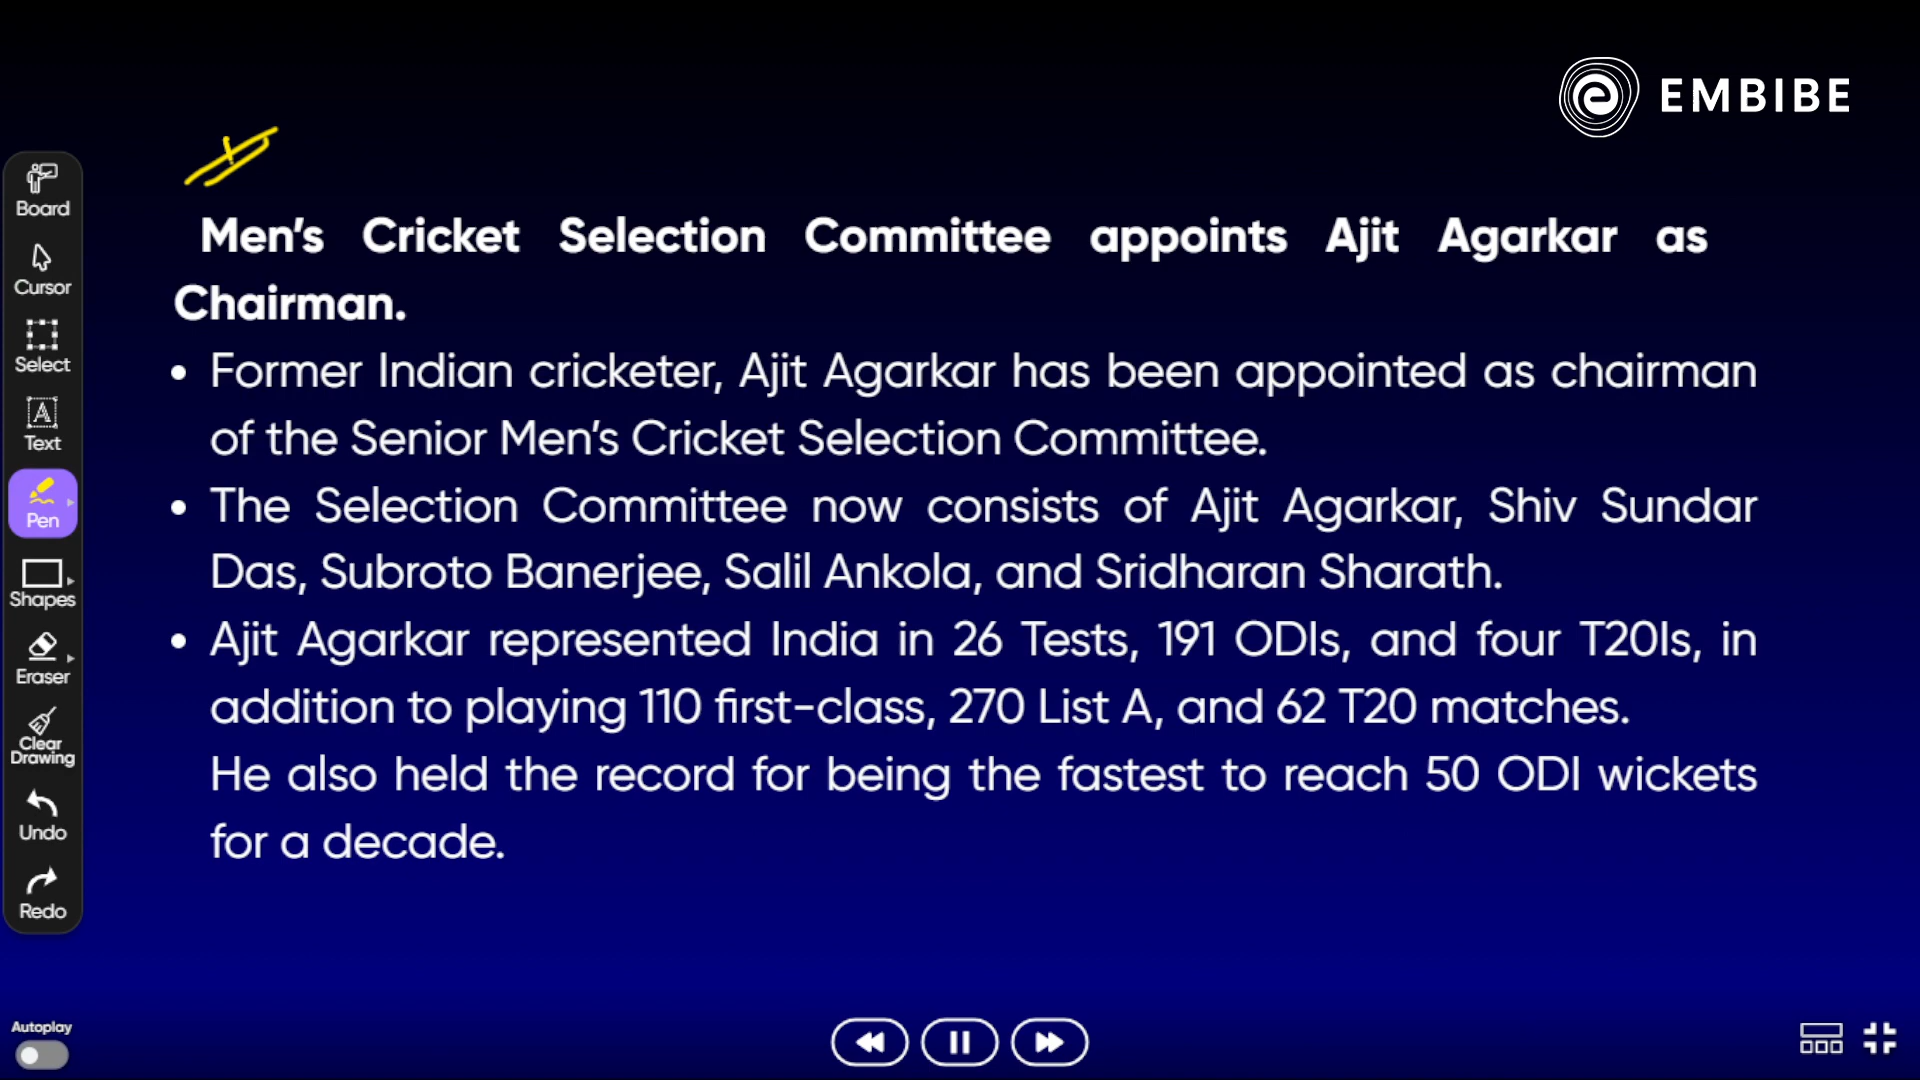 EMBIBE
Men's Cricket Selection Committee appoints Ajit Agarkar as
Chairman.
• Former Indian cricketer, Ajit Agarkar has been appointed as chairman
of the Senior Men's Cricket Selection Committee.
• The Selection Committee now consists of Ajit Agarkar, Shiv Sundar
Das, Subroto Banerjee, Salil Ankola, and Sridharan Sharath.
• Ajit Agarkar represented India in 26 Tests, 191 ODIs, and four T20Is, in
addition to playing 110 first-class, 270 List A, and 62 T20 matches.
He also held the record for being the fastest to reach 50 ODI wickets
for a decade.
Board
Cursor
Select
Text
Pen
Shapes
Eraser
Clear
Drawing
Undo
Redo
Autoplay